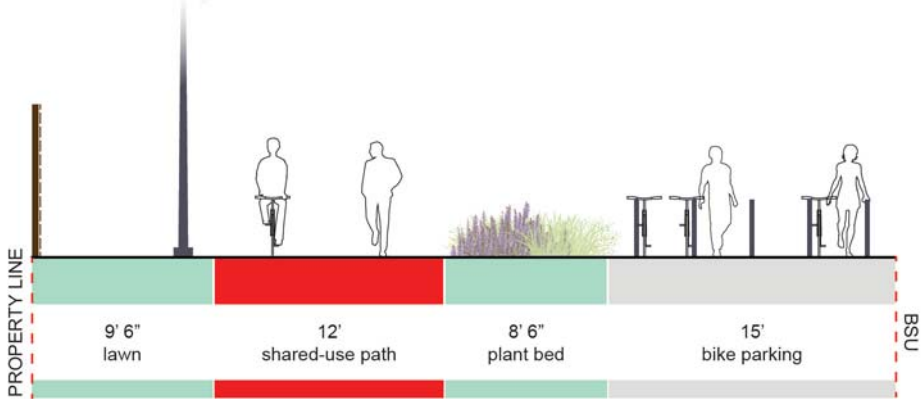 PROPERTY LINE
9’ 6”
lawn
12’
shared-use path
8’ 6”
plant bed
15’
bike parking
BSU